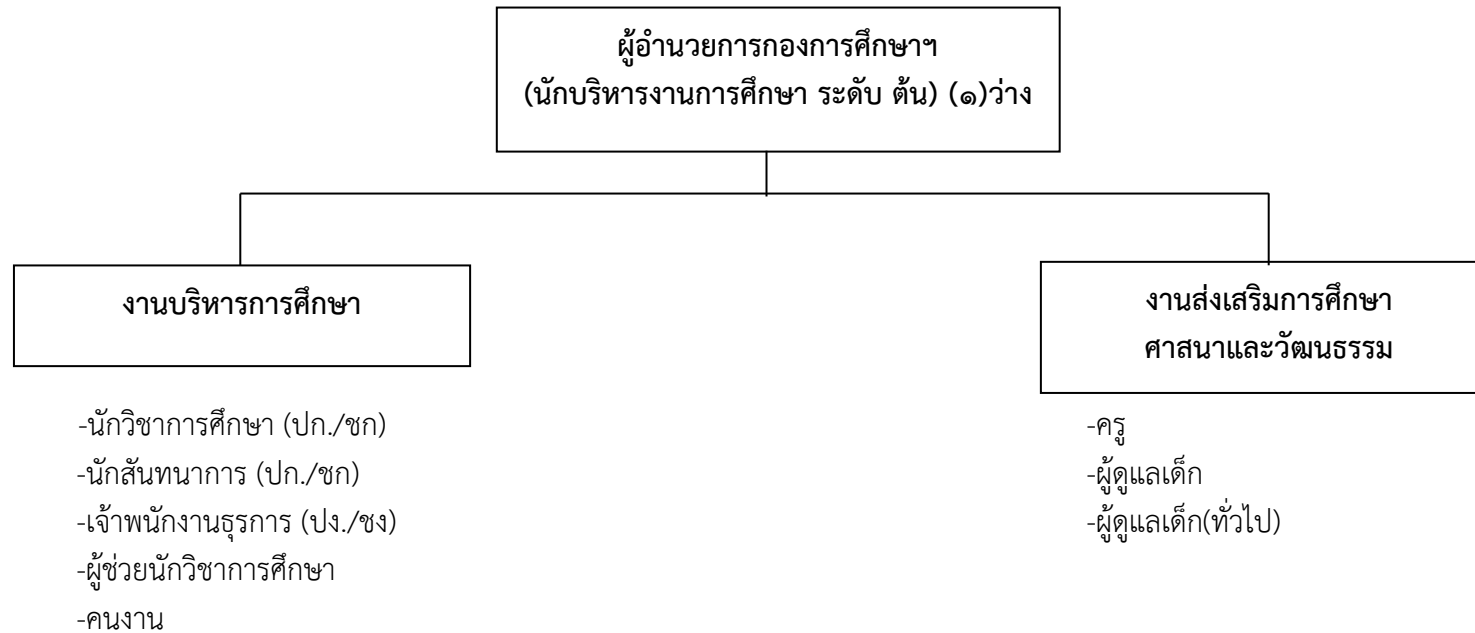 ผู้อำนวยการกองการศึกษาฯ
(นักบริหารงานการศึกษา ระดับ ต้น) (๑)ว่าง
งานบริหารการศึกษา
-นักวิชาการศึกษา (ปก./ชก)
-นักสันทนาการ (ปก./ชก)
-เจ้าพนักงานธุรการ (ปง./ชง)
-ผู้ช่วยนักวิชาการศึกษา
-คนงาน
งานส่งเสริมการศึกษา
ศาสนาและวัฒนธรรม
-ครู
-ผู้ดูแลเด็ก
-ผู้ดูแลเด็ก(ทั่วไป)